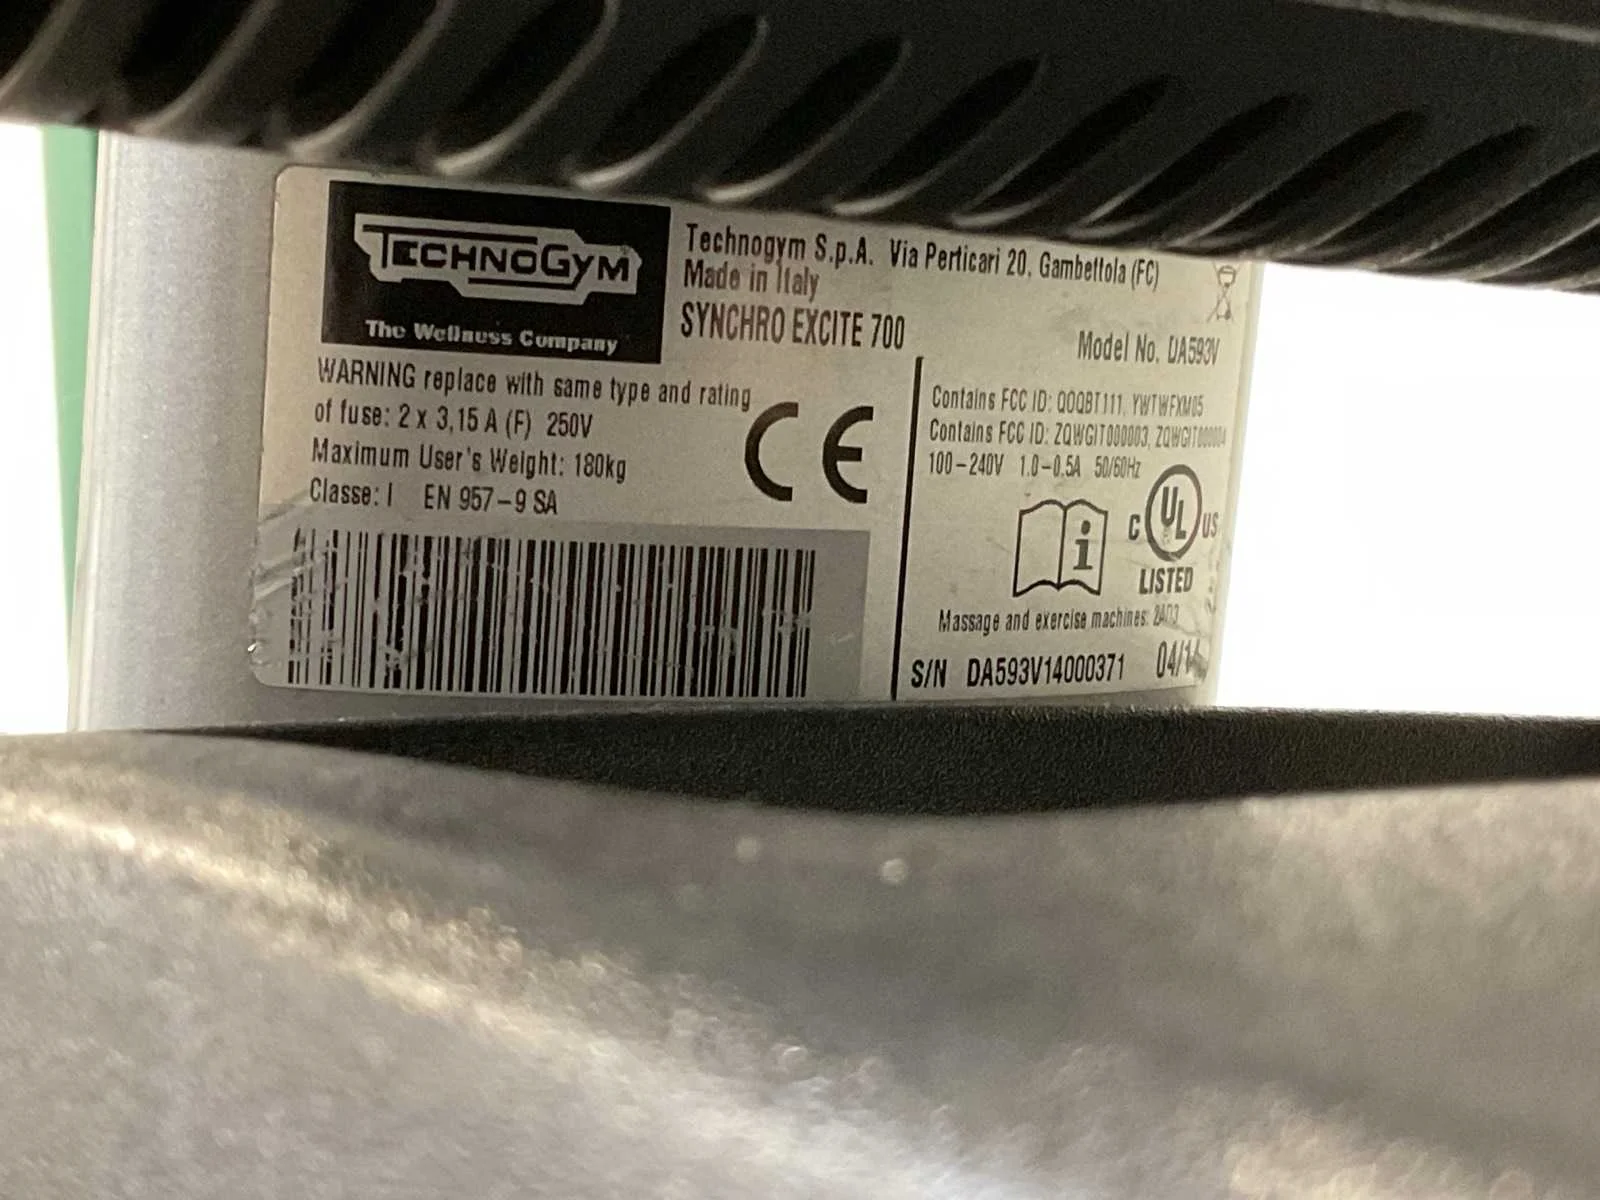 TECHNOGYM
The Wellness Company
Technogym S.p.A. Via Perticari 20, Gambettola (FC)
Made in Italy
SYNCHRO EXCITE 700
Model No. DA593V
WARNING replace with same type and rating
of fuse: 2 x 3,15 A (F) 250V
Maximum User's Weight: 180kg
Classe: I EN 957-9 SA
CE
Contains FCC ID: QOQBT111, YWTWFXM05
Contains FCC ID: ZQWGIT000003, ZQWGIT000004
100-240V 1.0-0.5A 50/60Hz
i
C UL US
LISTED
Massage and exercise machines:
S/N DA593V14000371